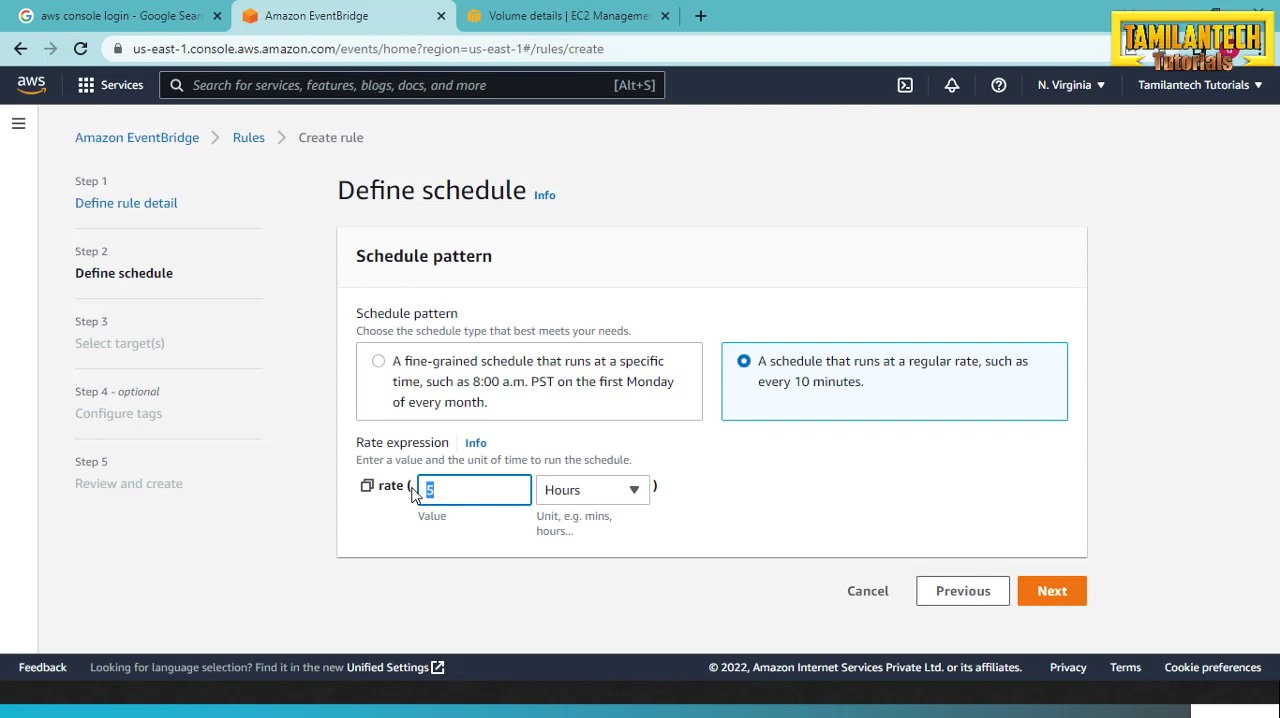 aws console login - Google Sear
Amazon EventBridge
Volume details | EC2 Managemen
us-east-1.console.aws.amazon.com/events/home?region=us-east-1#/rules/create
TAMILANTECH
Tutorials
aws
Services
Search for services, features, blogs, docs, and more
[Alt+S]
N. Virginia
Tamilantech Tutorials
Amazon EventBridge
Rules
Create rule
Step 1
Define rule detail
Step 2
Define schedule
Step 3
Select target(s)
Step 4 - optional
Configure tags
Step 5
Review and create
Define schedule
Info
Schedule pattern
Schedule pattern
Choose the schedule type that best meets your needs.
A fine-grained schedule that runs at a specific
time, such as 8:00 a.m. PST on the first Monday
of every month.
A schedule that runs at a regular rate, such as
every 10 minutes.
Rate expression
Info
Enter a value and the unit of time to run the schedule.
rate (
5
Hours
)
Value
Unit, e.g. mins,
hours...
Cancel
Previous
Next
Feedback
Looking for language selection? Find it in the new Unified Settings
© 2022, Amazon Internet Services Private Ltd. or its affiliates.
Privacy
Terms
Cookie preferences